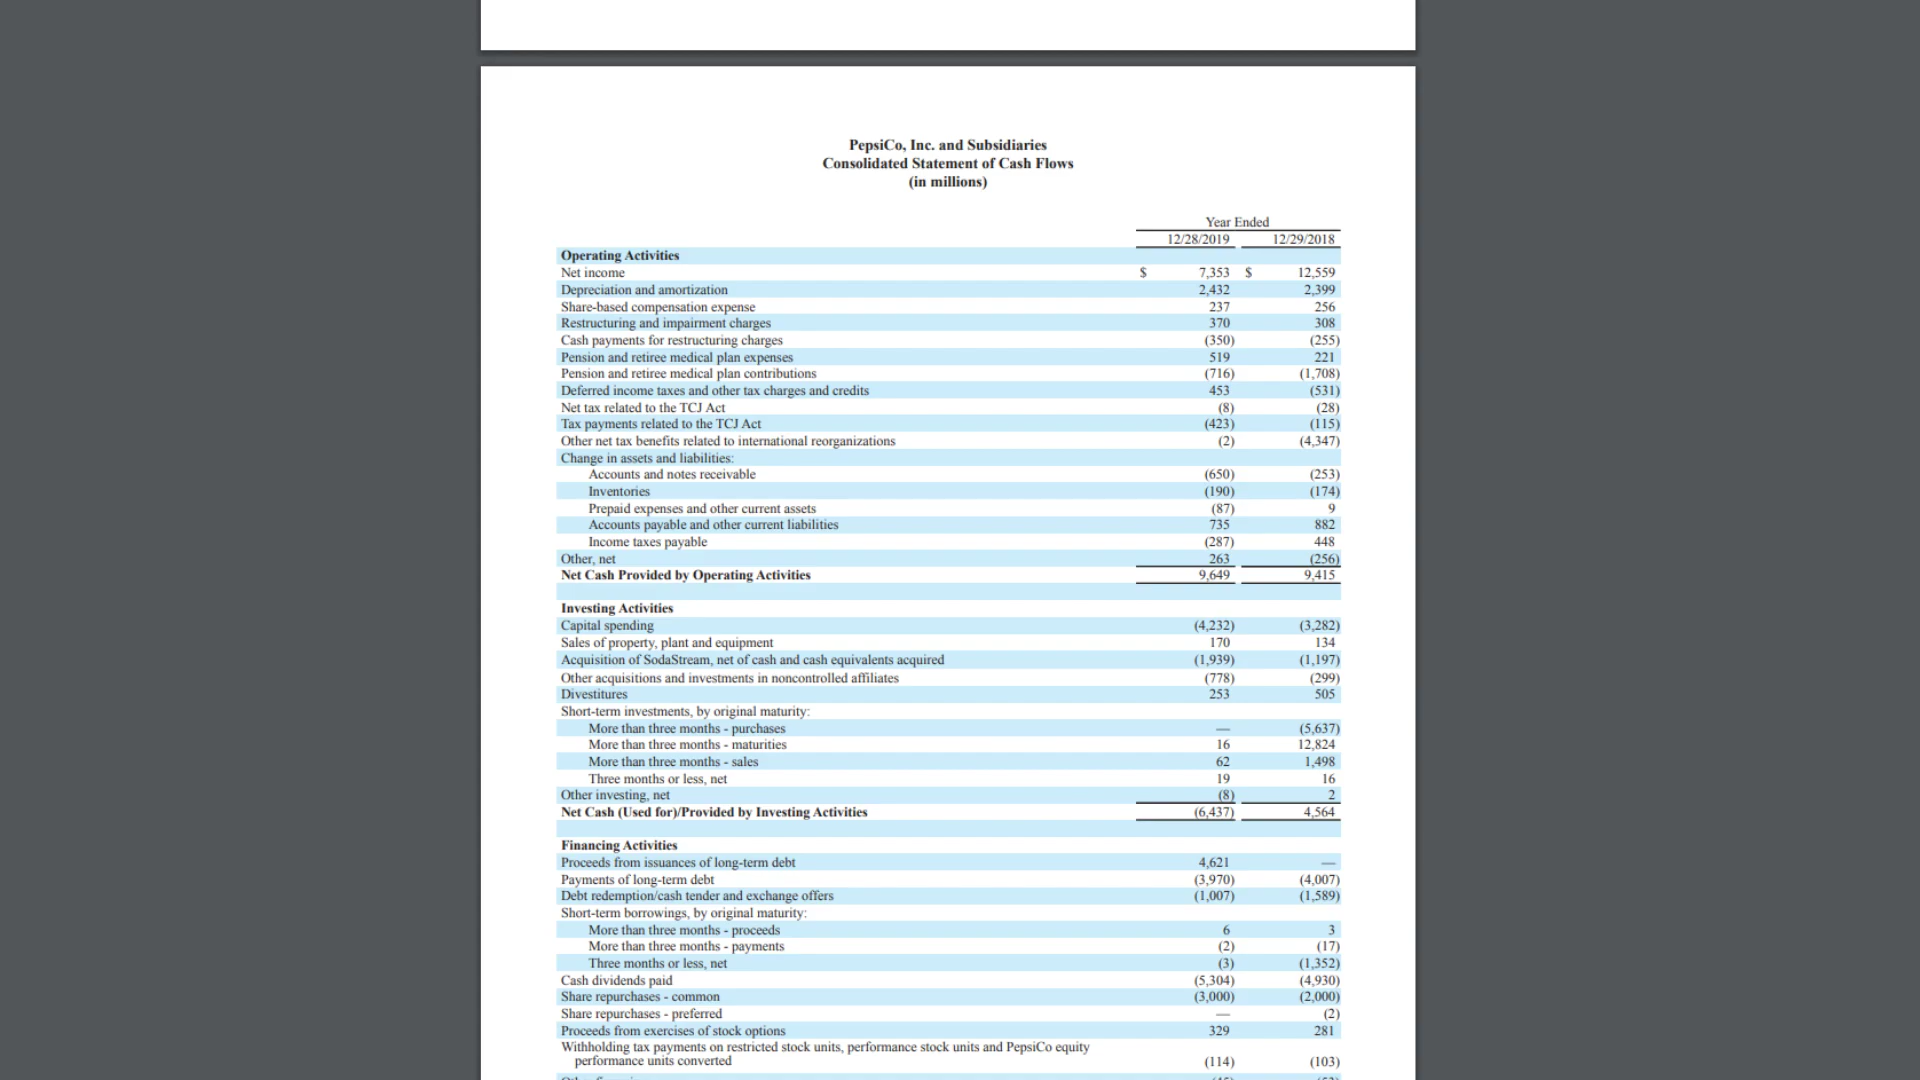 PepsiCo, Inc. and Subsidiaries
Consolidated Statement of Cash Flows
(in millions)
Year Ended
12/28/2019 12/29/2018
Operating Activities
Net income $ 7,353 $ 12,559
Depreciation and amortization 2,432 2,399
Share-based compensation expense 237 256
Restructuring and impairment charges 370 308
Cash payments for restructuring charges (350) (255)
Pension and retiree medical plan expenses 519 221
Pension and retiree medical plan contributions (716) (1,708)
Deferred income taxes and other tax charges and credits 453 (531)
Net tax related to the TCJ Act (8) (28)
Tax payments related to the TCJ Act (423) (115)
Other net tax benefits related to international reorganizations (2) (4,347)
Change in assets and liabilities:
Accounts and notes receivable (650) (253)
Inventories (190) (174)
Prepaid expenses and other current assets (87) 9
Accounts payable and other current liabilities 735 882
Income taxes payable (287) 448
Other, net 263 (256)
Net Cash Provided by Operating Activities 9,649 9,415
Investing Activities
Capital spending (4,232) (3,282)
Sales of property, plant and equipment 170 134
Acquisition of SodaStream, net of cash and cash equivalents acquired (1,939) (1,197)
Other acquisitions and investments in noncontrolled affiliates (778) (299)
Divestitures 253 505
Short-term investments, by original maturity:
More than three months - purchases — (5,637)
More than three months - maturities 16 12,824
More than three months - sales 62 1,498
Three months or less, net 19 16
Other investing, net (8) 2
Net Cash (Used for)/Provided by Investing Activities (6,437) 4,564
Financing Activities
Proceeds from issuances of long-term debt 4,621 —
Payments of long-term debt (3,970) (4,007)
Debt redemption/cash tender and exchange offers (1,007) (1,589)
Short-term borrowings, by original maturity:
More than three months - proceeds 6 3
More than three months - payments (2) (17)
Three months or less, net (3) (1,352)
Cash dividends paid (5,304) (4,930)
Share repurchases - common (3,000) (2,000)
Share repurchases - preferred — (2)
Proceeds from exercises of stock options 329 281
Withholding tax payments on restricted stock units, performance stock units and PepsiCo equity
performance units converted (114) (103)